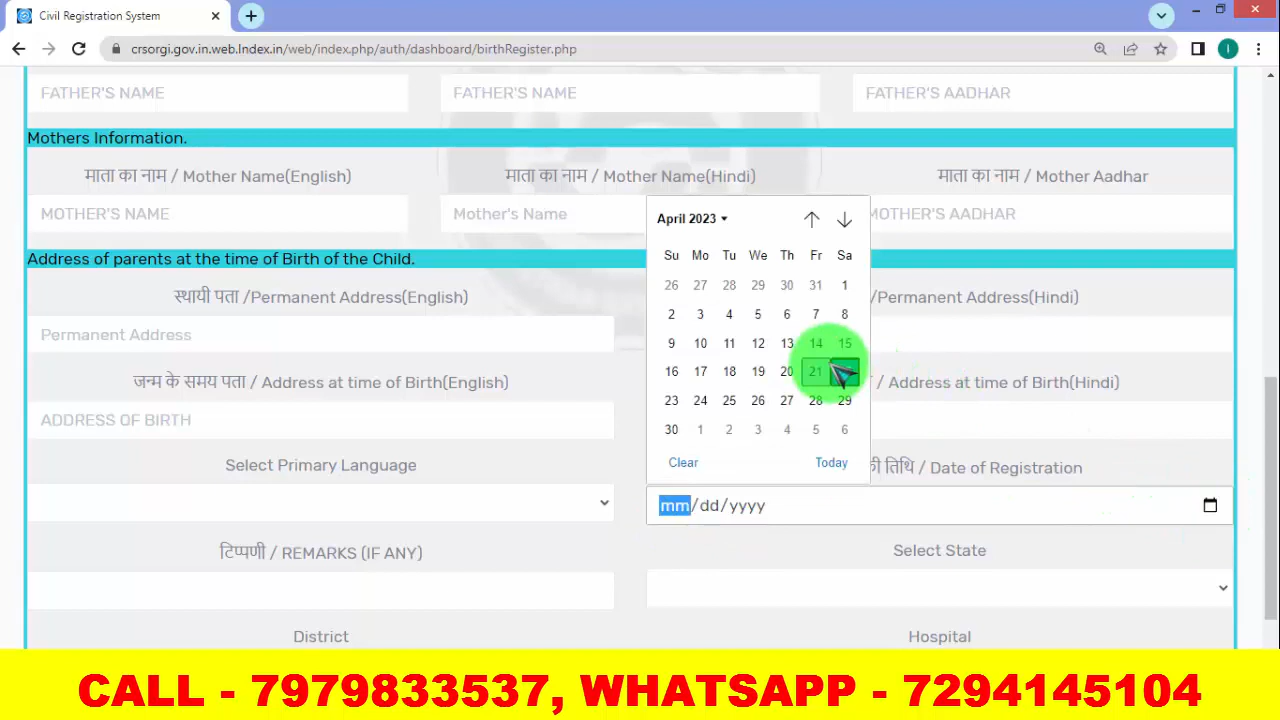 Civil Registration System
crsorgi.gov.in.web.Index.in/web/index.php/auth/dashboard/birthRegister.php
I
FATHER'S NAME FATHER'S NAME FATHER'S AADHAR
Mothers Information.
माता का नाम / Mother Name(English) माता का नाम / Mother Name(Hindi) माता का नाम / Mother Aadhar
MOTHER'S NAME Mother's Name MOTHER'S AADHAR
Address of parents at the time of Birth of the Child.
स्थायी पता /Permanent Address(English) /Permanent Address(Hindi)
Permanent Address
जन्म के समय पता / Address at time of Birth(English) / Address at time of Birth(Hindi)
ADDRESS OF BIRTH
April 2023
Su Mo Tu We Th Fr Sa
26 27 28 29 30 31 1
2 3 4 5 6 7 8
9 10 11 12 13 14 15
16 17 18 19 20 21
23 24 25 26 27 28 29
30 1 2 3 4 5 6
Clear Today
Select Primary Language की तिथि / Date of Registration
mm/dd/yyyy
टिप्पणी / REMARKS (IF ANY) Select State
District Hospital
CALL - 7979833537, WHATSAPP - 7294145104